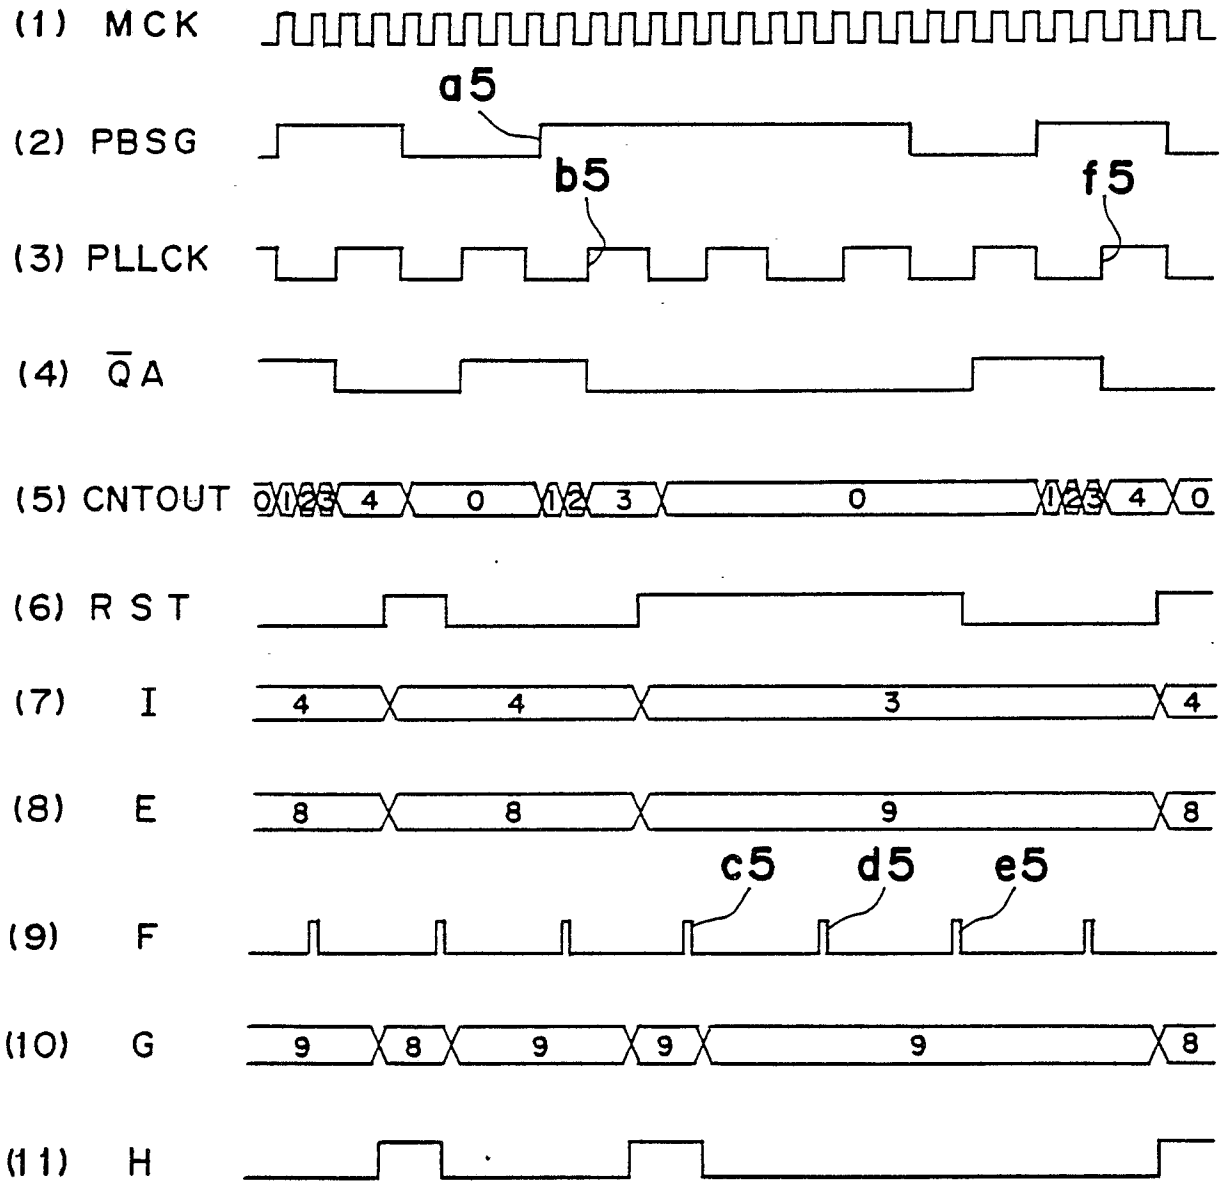 (1) MCK
a5
(2) PBSG
b5 f5
(3) PLLCK
(4) Q̅A
(5) CNTOUT 0 1 2 3 4 0 1 2 3 0 1 2 3 4 0
(6) RST
(7) I 4 4 3 4
(8) E 8 8 9 8
c5 d5 e5
(9) F
(10) G 9 8 9 9 9 8
(11) H